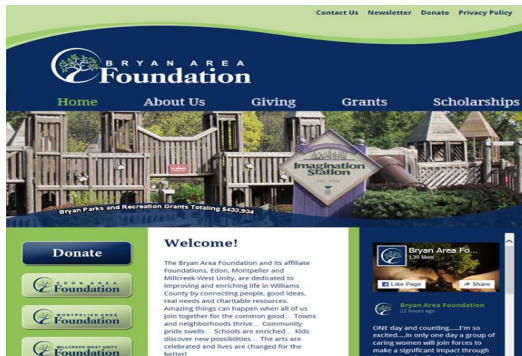 Contact Us Newsletter Donate Privacy Policy
BRYAN AREA
Foundation
Home About Us Giving Grants Scholarships
Imagination
Station
Bryan Parks and Recreation Grants Totaling $433,934
Donate
EDON AREA
Foundation
MONTPELIER AREA
Foundation
MILLCREEK-WEST UNITY
Foundation
Welcome!
The Bryan Area Foundation and its affiliate
Foundations, Edon, Montpelier and
Millcreek-West Unity, are dedicated to...
improving and enriching life in Williams
County by connecting people, good ideas,
real needs and charitable resources.
Amazing things can happen when all of us
join together for the common good... Towns
and neighborhoods thrive... Community
pride swells... Schools are enriched... Kids
discover new possibilities... The arts are
celebrated and lives are changed for the
better!
Bryan Area Fo...
139 likes
Like Page Share
Bryan Area Foundation
22 hours ago
ONE day and counting.....I'm so
excited.....in only one day a group of
caring women will join forces to
make a significant impact through